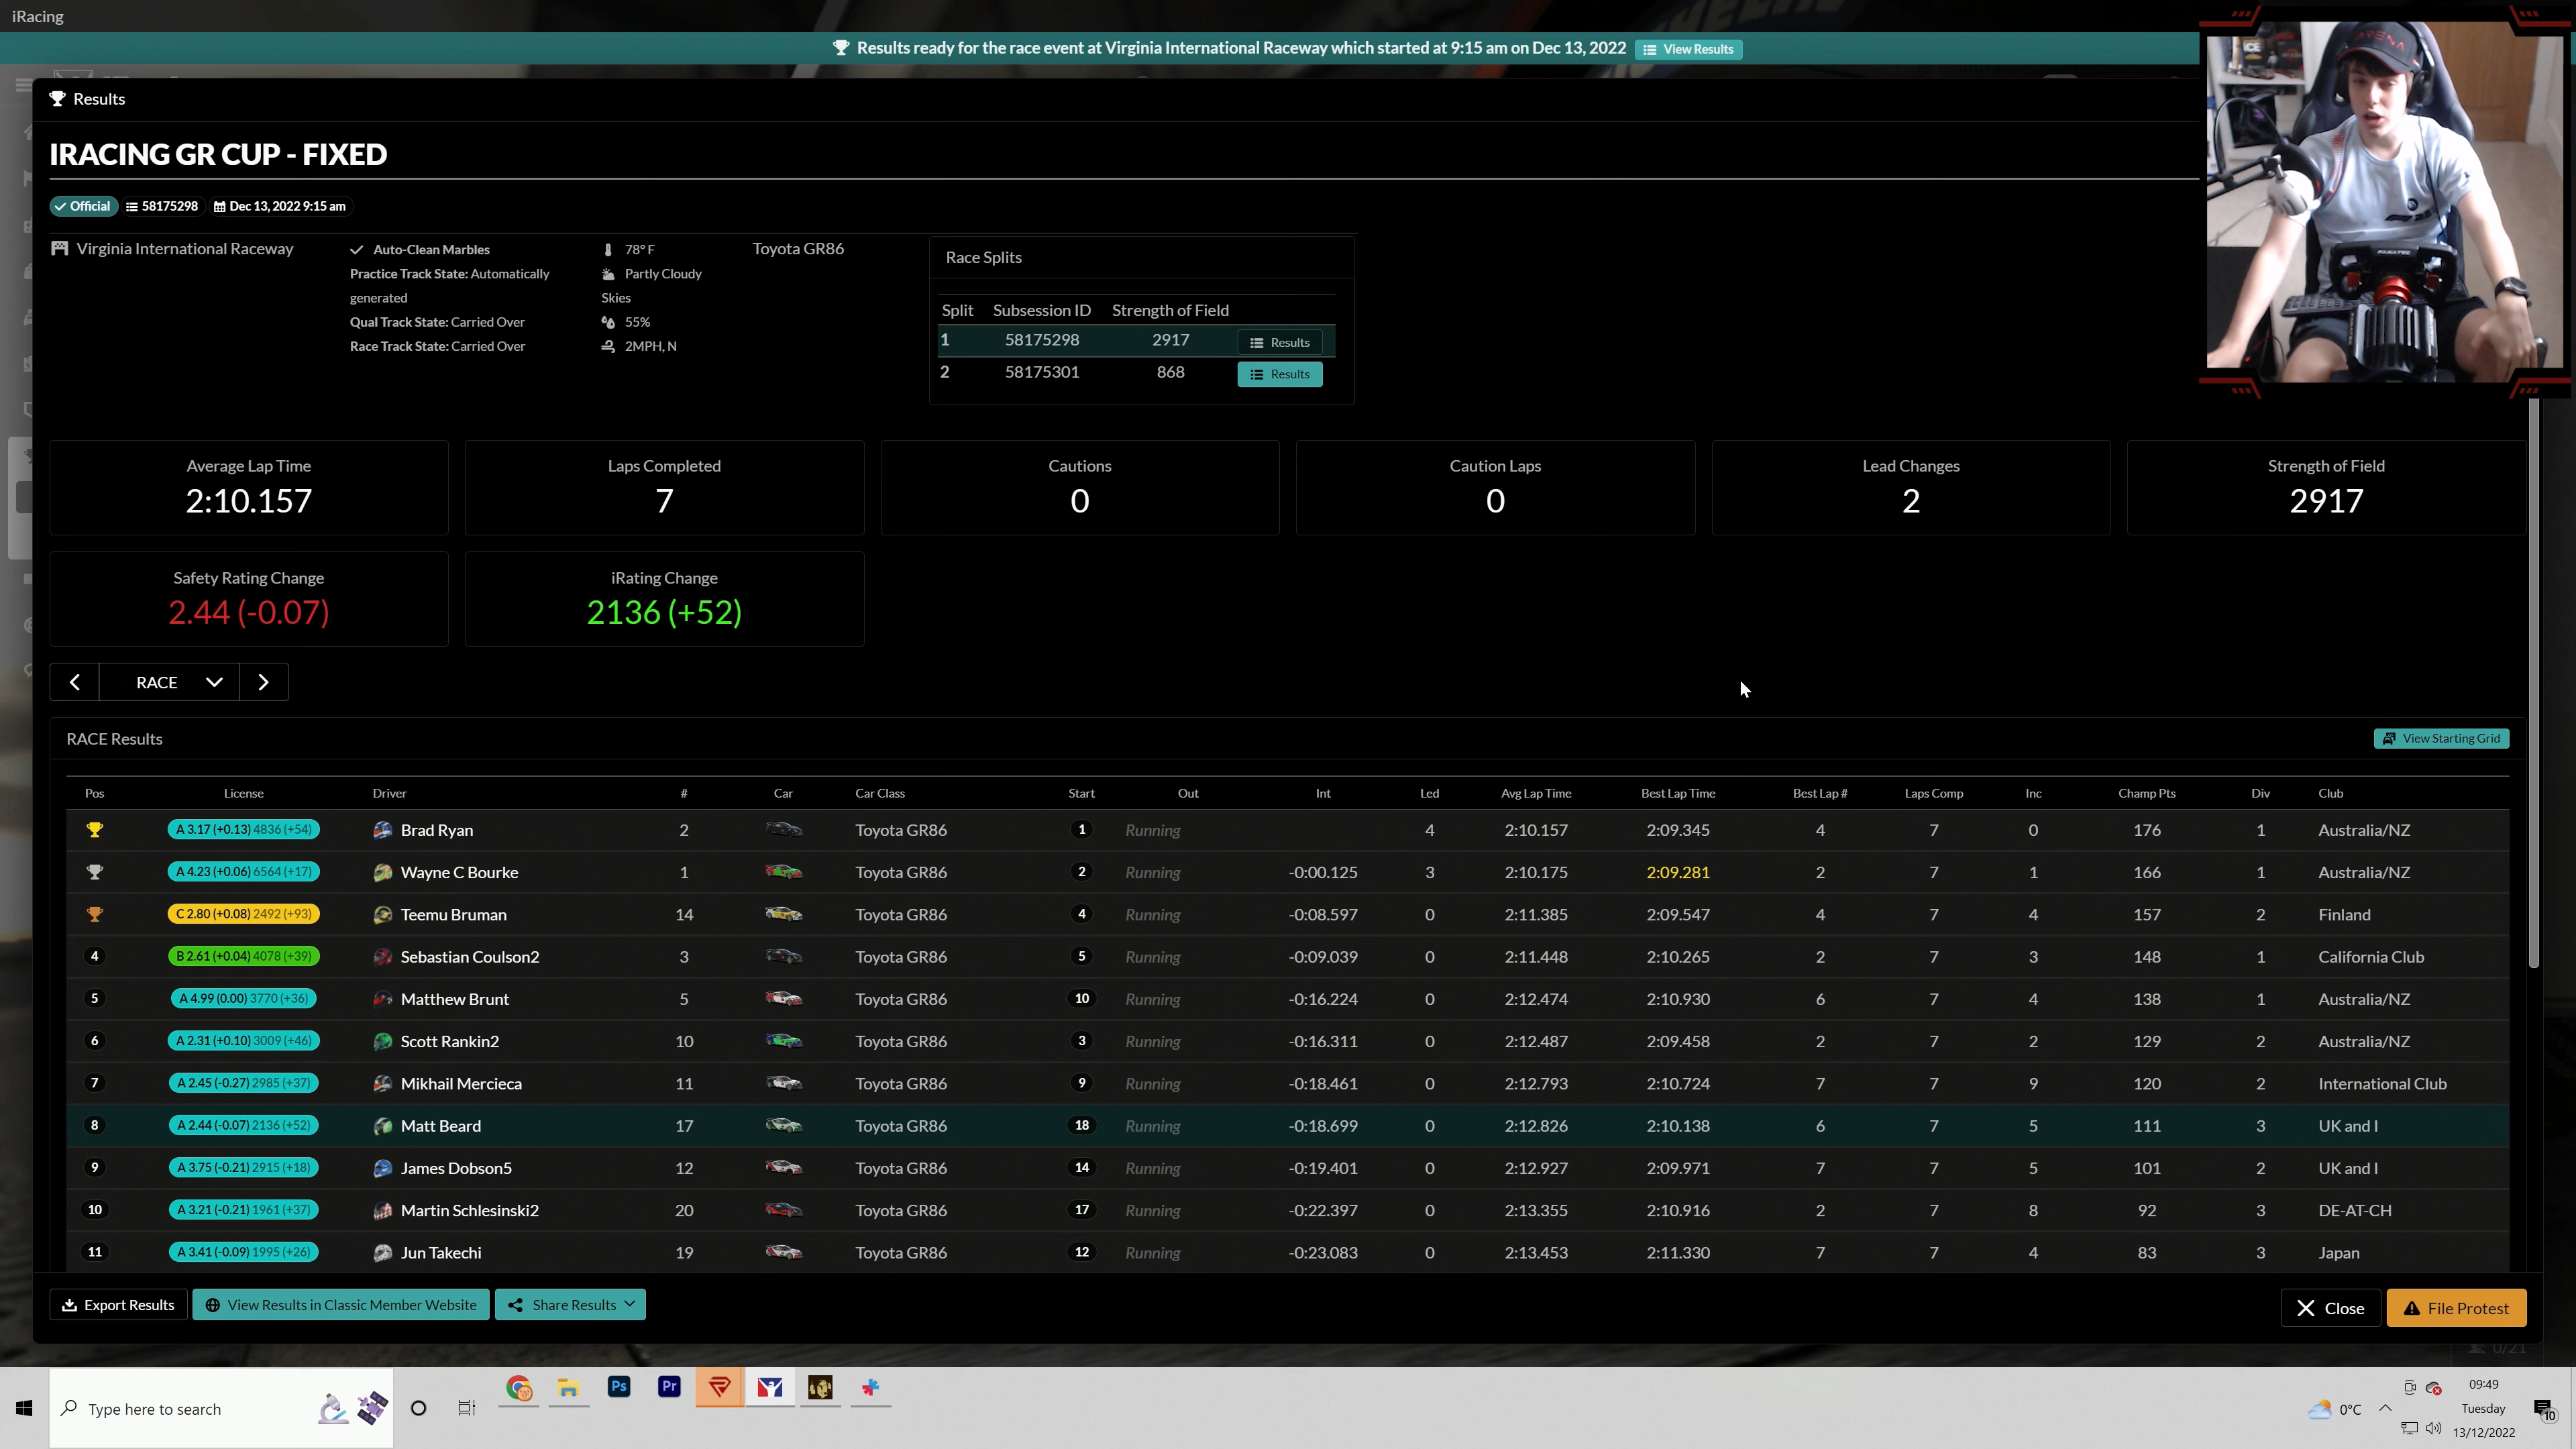 iRacing
Results ready for the race event at Virginia International Raceway which started at 9:15 am on Dec 13, 2022 View Results
Results
IRACING GR CUP - FIXED
Official 58175298 Dec 13, 2022 9:15 am
Virginia International Raceway
Auto-Clean Marbles
Practice Track State: Automatically
generated
Qual Track State: Carried Over
Race Track State: Carried Over
78° F
Partly Cloudy
Skies
55%
2MPH, N
Toyota GR86
Race Splits
Split Subsession ID Strength of Field
1 58175298 2917 Results
2 58175301 868 Results
Average Lap Time Laps Completed Cautions Caution Laps Lead Changes Strength of Field
2:10.157 7 0 0 2 2917
Safety Rating Change iRating Change
2.44 (-0.07) 2136 (+52)
RACE
RACE Results View Starting Grid
Pos License Driver # Car Car Class Start Out Int Led Avg Lap Time Best Lap Time Best Lap # Laps Comp Inc Champ Pts Div Club
A 3.17 (+0.13) 4836 (+54) Brad Ryan 2 Toyota GR86 1 Running 4 2:10.157 2:09.345 4 7 0 176 1 Australia/NZ
A 4.23 (+0.06) 6564 (+17) Wayne C Bourke 1 Toyota GR86 2 Running -0:00.125 3 2:10.175 2:09.281 2 7 1 166 1 Australia/NZ
C 2.80 (+0.08) 2492 (+93) Teemu Bruman 14 Toyota GR86 4 Running -0:08.597 0 2:11.385 2:09.547 4 7 4 157 2 Finland
4 B 2.61 (+0.04) 4078 (+39) Sebastian Coulson2 3 Toyota GR86 5 Running -0:09.039 0 2:11.448 2:10.265 2 7 3 148 1 California Club
5 A 4.99 (0.00) 3770 (+36) Matthew Brunt 5 Toyota GR86 10 Running -0:16.224 0 2:12.474 2:10.930 6 7 4 138 1 Australia/NZ
6 A 2.31 (+0.10) 3009 (+46) Scott Rankin2 10 Toyota GR86 3 Running -0:16.311 0 2:12.487 2:09.458 2 7 2 129 2 Australia/NZ
7 A 2.45 (-0.27) 2985 (+37) Mikhail Mercieca 11 Toyota GR86 9 Running -0:18.461 0 2:12.793 2:10.724 7 7 9 120 2 International Club
8 A 2.44 (-0.07) 2136 (+52) Matt Beard 17 Toyota GR86 18 Running -0:18.699 0 2:12.826 2:10.138 6 7 5 111 3 UK and I
9 A 3.75 (-0.21) 2915 (+18) James Dobson5 12 Toyota GR86 14 Running -0:19.401 0 2:12.927 2:09.971 7 7 5 101 2 UK and I
10 A 3.21 (-0.21) 1961 (+37) Martin Schlesinski2 20 Toyota GR86 17 Running -0:22.397 0 2:13.355 2:10.916 2 7 8 92 3 DE-AT-CH
11 A 3.41 (-0.09) 1995 (+26) Jun Takechi 19 Toyota GR86 12 Running -0:23.083 0 2:13.453 2:11.330 7 7 4 83 3 Japan
Export Results View Results in Classic Member Website Share Results Close File Protest
0/21
Type here to search
Ps Pr
0°C
09:49
Tuesday
13/12/2022
10